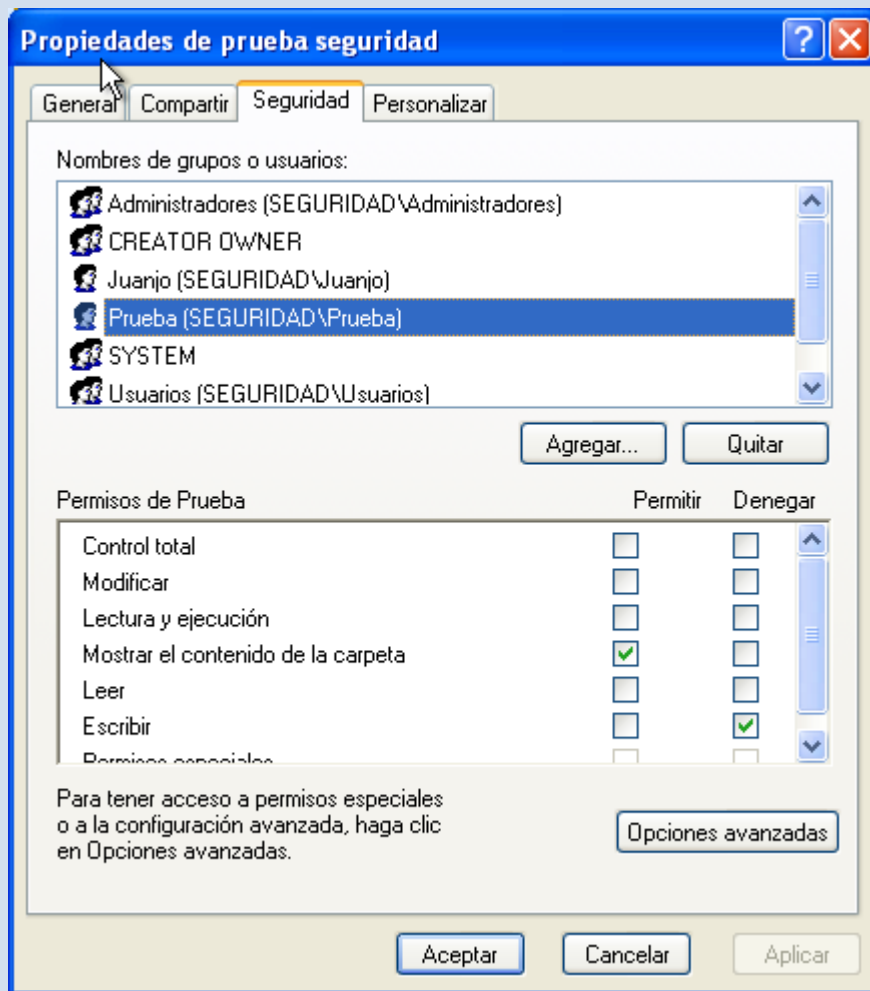 Propiedades de prueba seguridad
General Compartir Seguridad Personalizar
Nombres de grupos o usuarios:
Administradores (SEGURIDAD\Administradores)
CREATOR OWNER
Juanjo (SEGURIDAD\Juanjo)
Prueba (SEGURIDAD\Prueba)
SYSTEM
Usuarios (SEGURIDAD\Usuarios)
Agregar... Quitar
Permisos de Prueba Permitir Denegar
Control total
Modificar
Lectura y ejecución
Mostrar el contenido de la carpeta
Leer
Escribir
Permisos especiales
Para tener acceso a permisos especiales
o a la configuración avanzada, haga clic
en Opciones avanzadas.
Opciones avanzadas
Aceptar Cancelar Aplicar